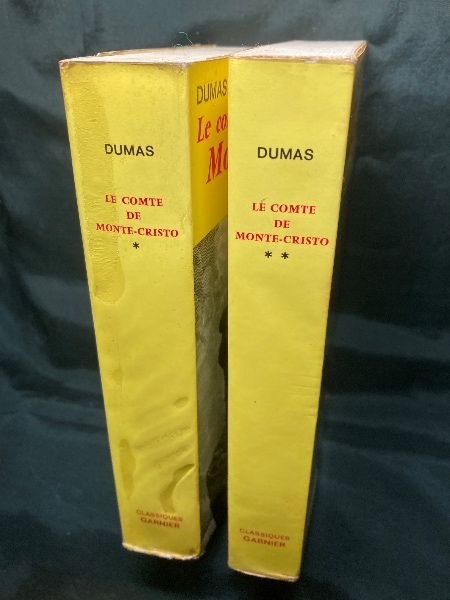 DUMAS
LE COMTE
DE
MONTE-CRISTO
*
CLASSIQUES
GARNIER
DUMAS
Le co
Mo
DUMAS
LE COMTE
DE
MONTE-CRISTO
**
CLASSIQUES
GARNIER